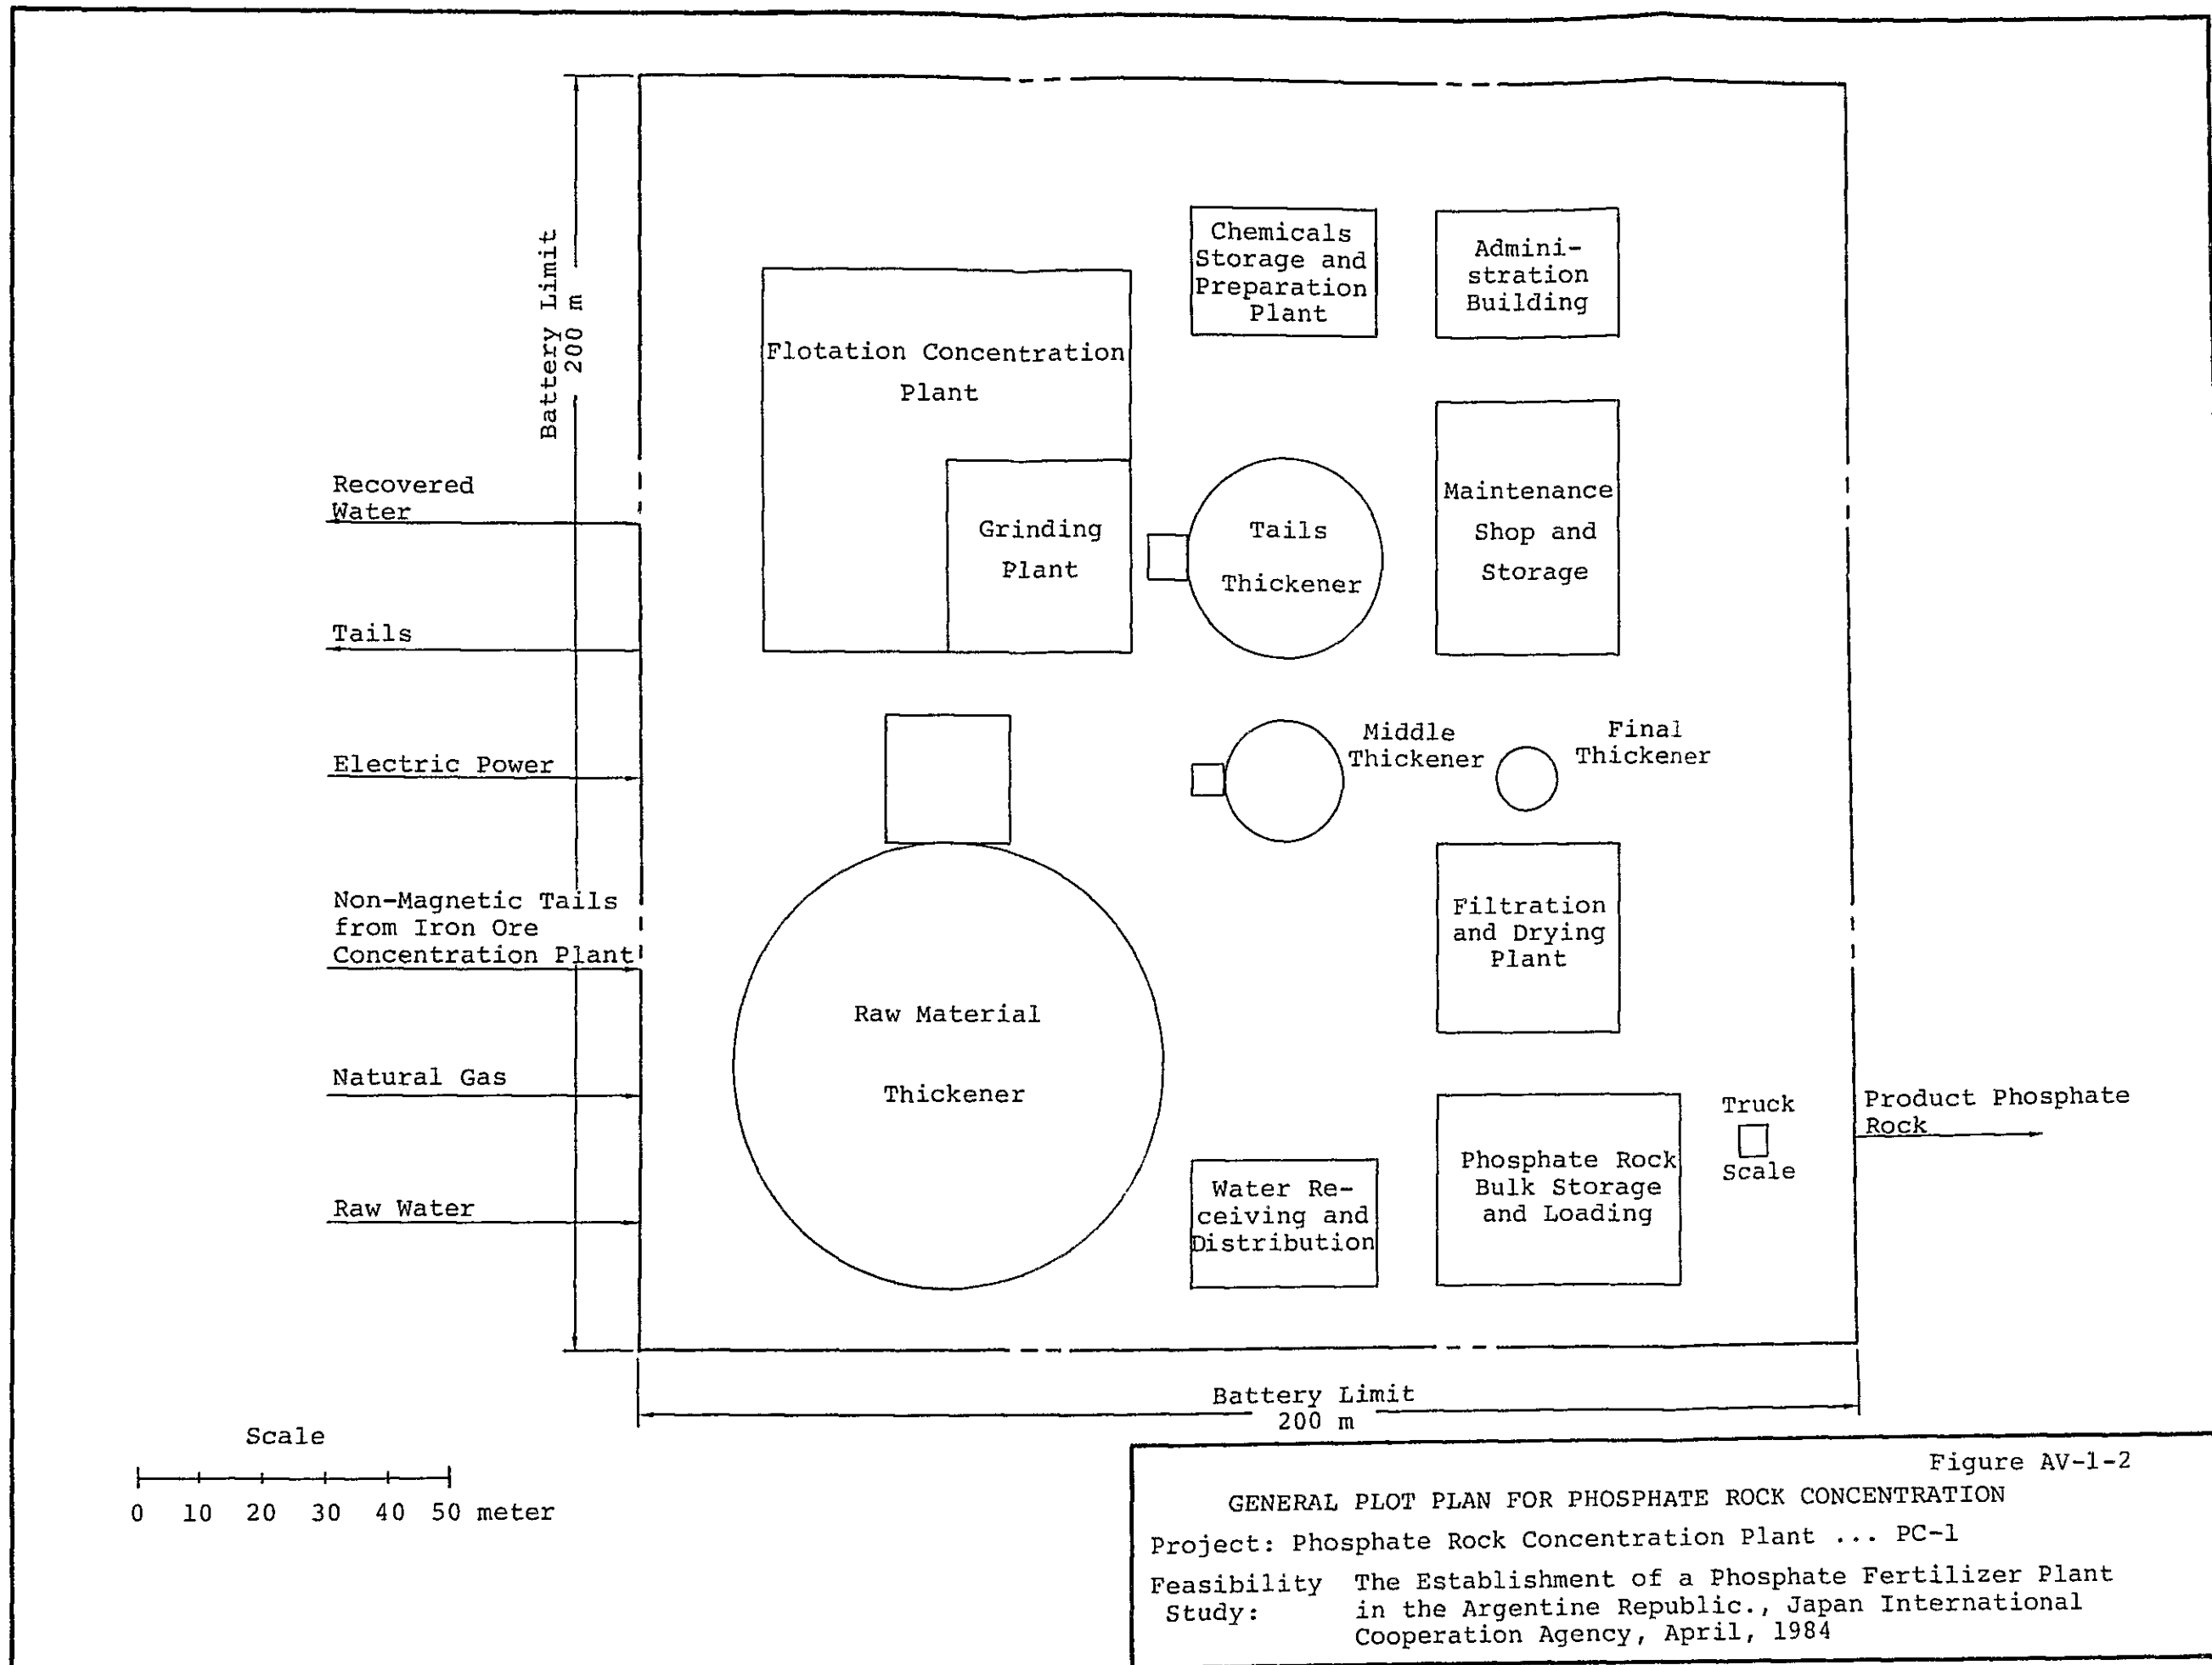 Battery Limit
200 m
Chemicals
Storage and
Preparation
Plant
Admini-
stration
Building
Flotation Concentration
Plant
Grinding
Plant
Tails
Thickener
Maintenance
Shop and
Storage
Recovered
Water
Tails
Electric Power
Non-Magnetic Tails
from Iron Ore
Concentration Plant
Natural Gas
Raw Water
Middle
Thickener
Final
Thickener
Raw Material
Thickener
Filtration
and Drying
Plant
Water Re-
ceiving and
Distribution
Phosphate Rock
Bulk Storage
and Loading
Truck
Scale
Product Phosphate
Rock
Battery Limit
200 m
Scale
0 10 20 30 40 50 meter
Figure AV-1-2
GENERAL PLOT PLAN FOR PHOSPHATE ROCK CONCENTRATION
Project: Phosphate Rock Concentration Plant ... PC-1
Feasibility The Establishment of a Phosphate Fertilizer Plant
Study: in the Argentine Republic., Japan International
Cooperation Agency, April, 1984